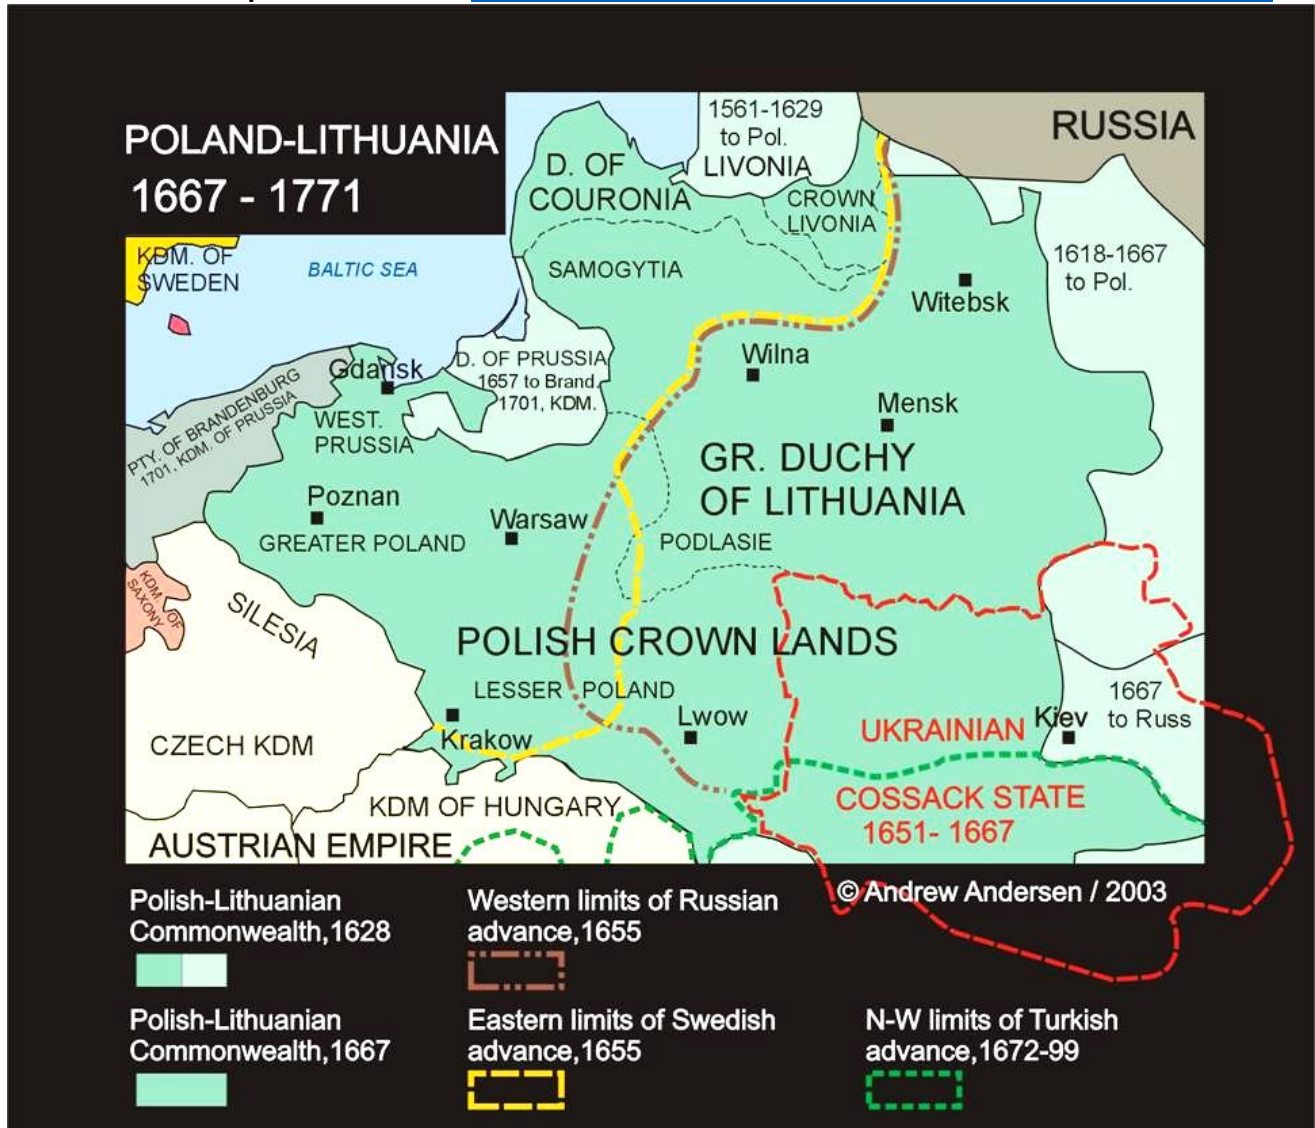 POLAND-LITHUANIA
1667 - 1771
1561-1629
to Pol.
LIVONIA
RUSSIA
D. OF
COURONIA
CROWN
LIVONIA
KDM. OF
SWEDEN
BALTIC SEA
SAMOGYTIA
1618-1667
to Pol.
Witebsk
Wilna
Gdańsk
D. OF PRUSSIA
1657 to Brand.
1701, KDM.
PTY. OF BRANDENBURG
1701, KDM. OF PRUSSIA
WEST.
PRUSSIA
Mensk
GR. DUCHY
OF LITHUANIA
Poznan
Warsaw
GREATER POLAND
PODLASIE
KDM. OF
SAXONY
SILESIA
POLISH CROWN LANDS
LESSER POLAND
1667
to Russ
Lwow
UKRAINIAN
Kiev
Krakow
CZECH KDM
COSSACK STATE
1651- 1667
KDM OF HUNGARY
AUSTRIAN EMPIRE
© Andrew Andersen / 2003
Polish-Lithuanian
Commonwealth,1628
Western limits of Russian
advance,1655
Polish-Lithuanian
Commonwealth,1667
Eastern limits of Swedish
advance,1655
N-W limits of Turkish
advance,1672-99